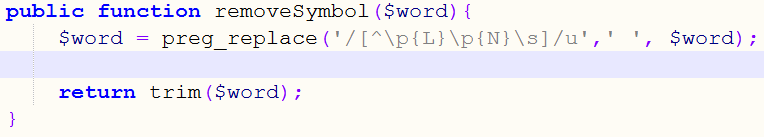 public function removeSymbol($word){
$word = preg_replace('/[^\p{L}\p{N}\s]/u',' ', $word);
return trim($word);
}